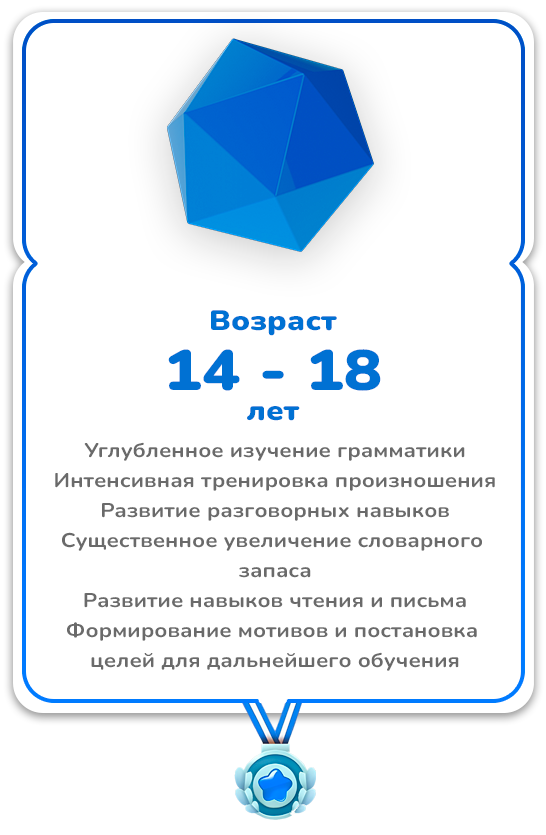 Возраст
14 - 18
лет
Углубленное изучение грамматики
Интенсивная тренировка произношения
Развитие разговорных навыков
Существенное увеличение словарного
запаса
Развитие навыков чтения и письма
Формирование мотивов и постановка
целей для дальнейшего обучения